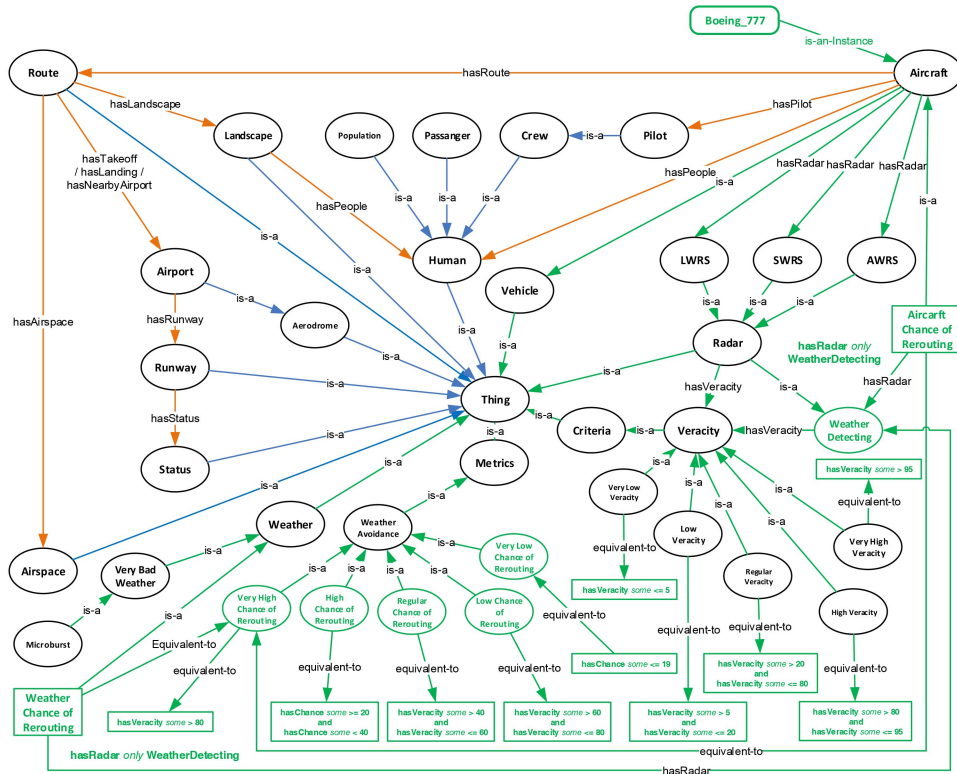 Boeing_777
is-an-Instance
Route
hasRoute
Aircraft
hasLandscape
hasPilot
Landscape
Population
Passanger
Crew
is-a
Pilot
hasTakeoff
/ hasLanding /
hasNearbyAirport
hasRadar
hasRadar
hasRadar
hasPeople
is-a
is-a
is-a
is-a
is-a
hasPeople
is-a
Human
LWRS
SWRS
AWRS
Airport
is-a
Vehicle
is-a
is-a
is-a
is-a
hasAirspace
hasRunway
Aerodrome
is-a
is-a
Aircarft
Chance of
Rerouting
Radar
hasRadar only
WeatherDetecting
Runway
is-a
is-a
is-a
hasVeracity
is-a
hasRadar
hasStatus
Thing
is-a
is-a
Criteria
is-a
Veracity
hasVeracity
Weather
Detecting
is-a
Status
is-a
is-a
Metrics
is-a
is-a
is-a
is-a
is-a
hasVeracity some > 95
is-a
Very Low
Veracity
equivalent-to
Weather
Weather
Avoidance
is-a
Low
Veracity
Very High
Veracity
is-a
is-a
Very Low
Chance of
Rerouting
equivalent-to
Airspace
Very Bad
Weather
is-a
is-a
is-a
is-a
Regular
Veracity
hasVeracity some <= 5
is-a
is-a
Very High
Chance of
Rerouting
High
Chance of
Rerouting
Regular
Chance of
Rerouting
Low Chance
of
Rerouting
equivalent-to
High Veracity
Microburst
Equivalent-to
equivalent-to
equivalent-to
equivalent-to
equivalent-to
equivalent-to
equivalent-to
equivalent-to
hasChance some <= 19
hasVeracity some > 20
and
hasVeracity some <= 80
Weather
Chance of
Rerouting
hasVeracity some > 80
hasChance some >= 20
and
hasChance some < 40
hasVeracity some > 40
and
hasVeracity some <= 60
hasVeracity some > 60
and
hasVeracity some <= 80
hasVeracity some > 5
and
hasVeracity some <= 20
hasVeracity some > 80
and
hasVeracity some <= 95
hasRadar only WeatherDetecting
equivalent-to
hasRadar